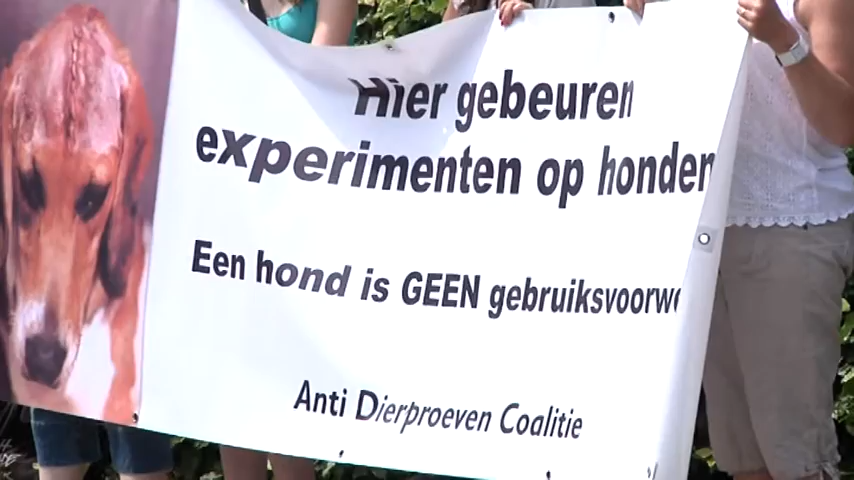 Hier gebeuren
experimenten op honden
Een hond is GEEN
Anti Dierproeven Coalitie